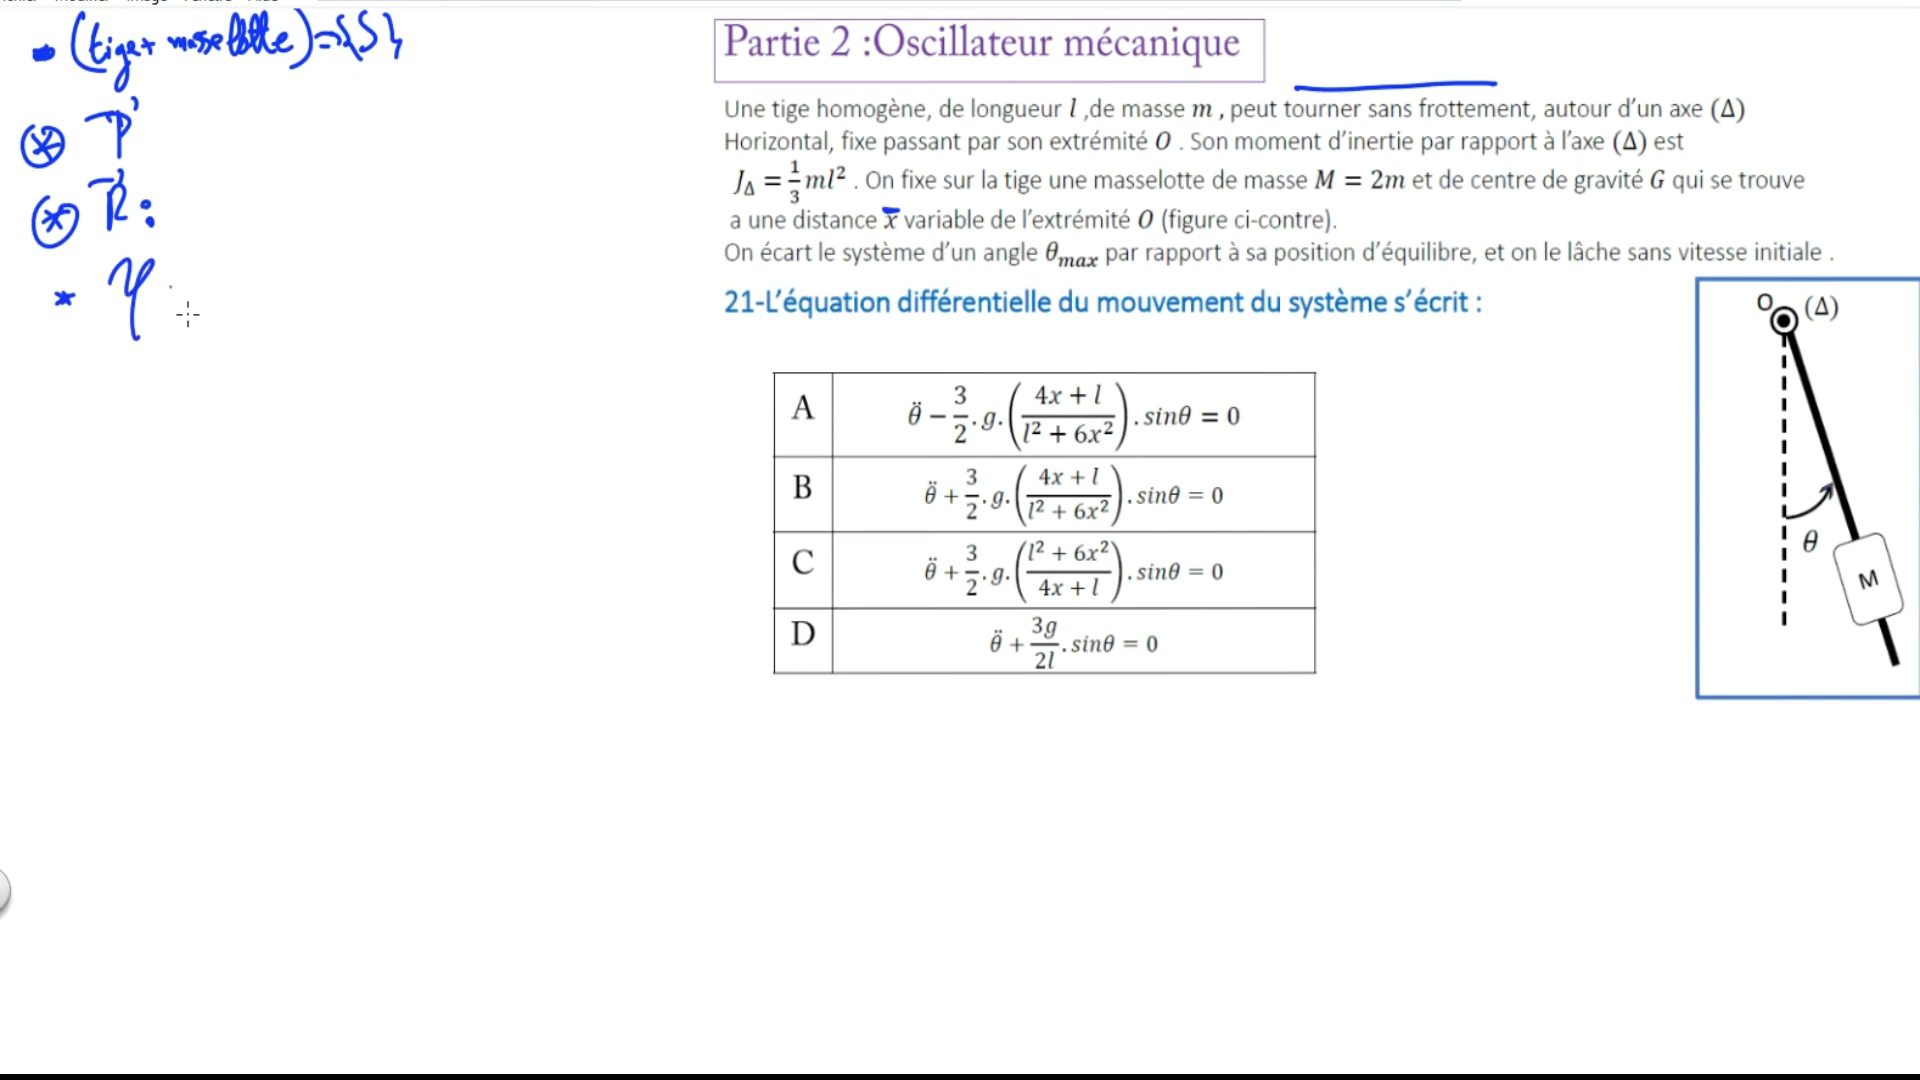 (tige + masselotte) = {S}
P
R :
Partie 2 :Oscillateur mécanique
Une tige homogène, de longueur l ,de masse m , peut tourner sans frottement, autour d'un axe (Δ)
Horizontal, fixe passant par son extrémité O . Son moment d'inertie par rapport à l'axe (Δ) est
J_Δ = 1/3 ml² . On fixe sur la tige une masselotte de masse M = 2m et de centre de gravité G qui se trouve
a une distance x variable de l'extrémité O (figure ci-contre).
On écart le système d'un angle θmax par rapport à sa position d'équilibre, et on le lâche sans vitesse initiale .
21-L'équation différentielle du mouvement du système s'écrit :
A θ̈ − 3/2 .g. ( (4x + l) / (l² + 6x²) ) . sinθ = 0
B θ̈ + 3/2 .g. ( (4x + l) / (l² + 6x²) ) . sinθ = 0
C θ̈ + 3/2 .g. ( (l² + 6x²) / (4x + l) ) . sinθ = 0
D θ̈ + 3g/2l . sinθ = 0
O (Δ)
θ
M